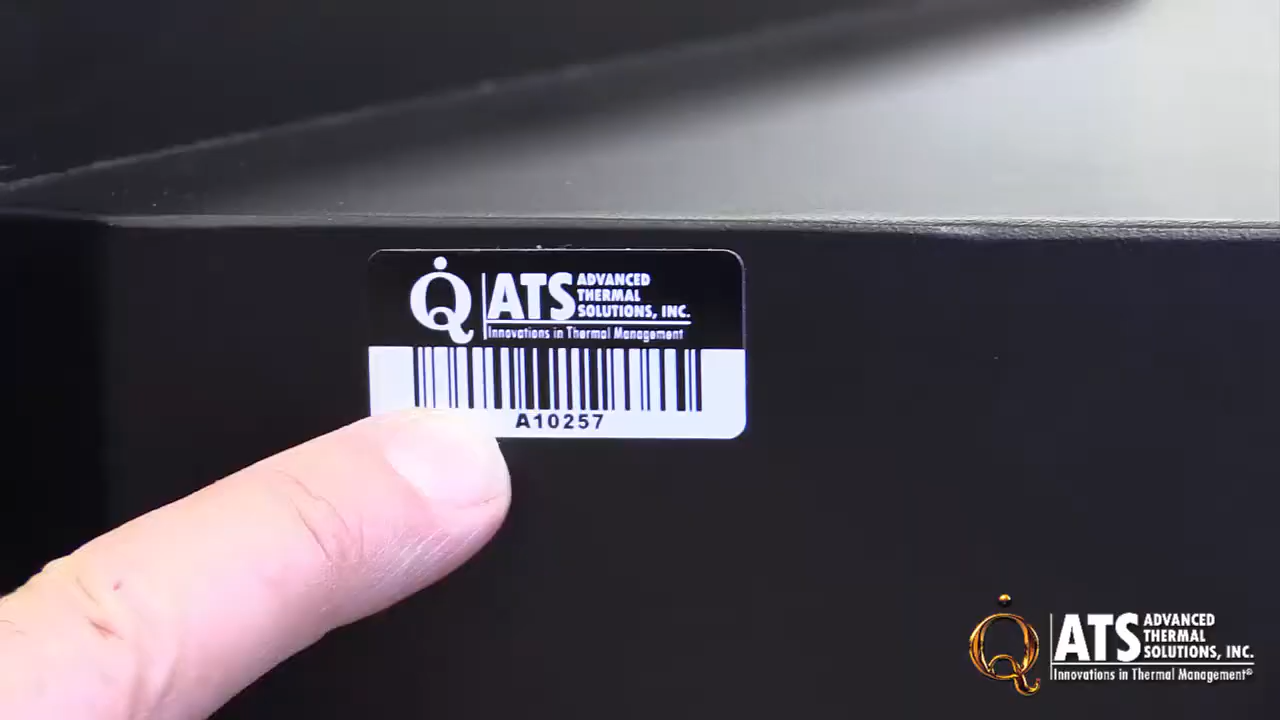 Q
ATS
ADVANCED
THERMAL
SOLUTIONS, INC.
Innovations in Thermal Management
A10257
Q
ATS
ADVANCED
THERMAL
SOLUTIONS, INC.
Innovations in Thermal Management®